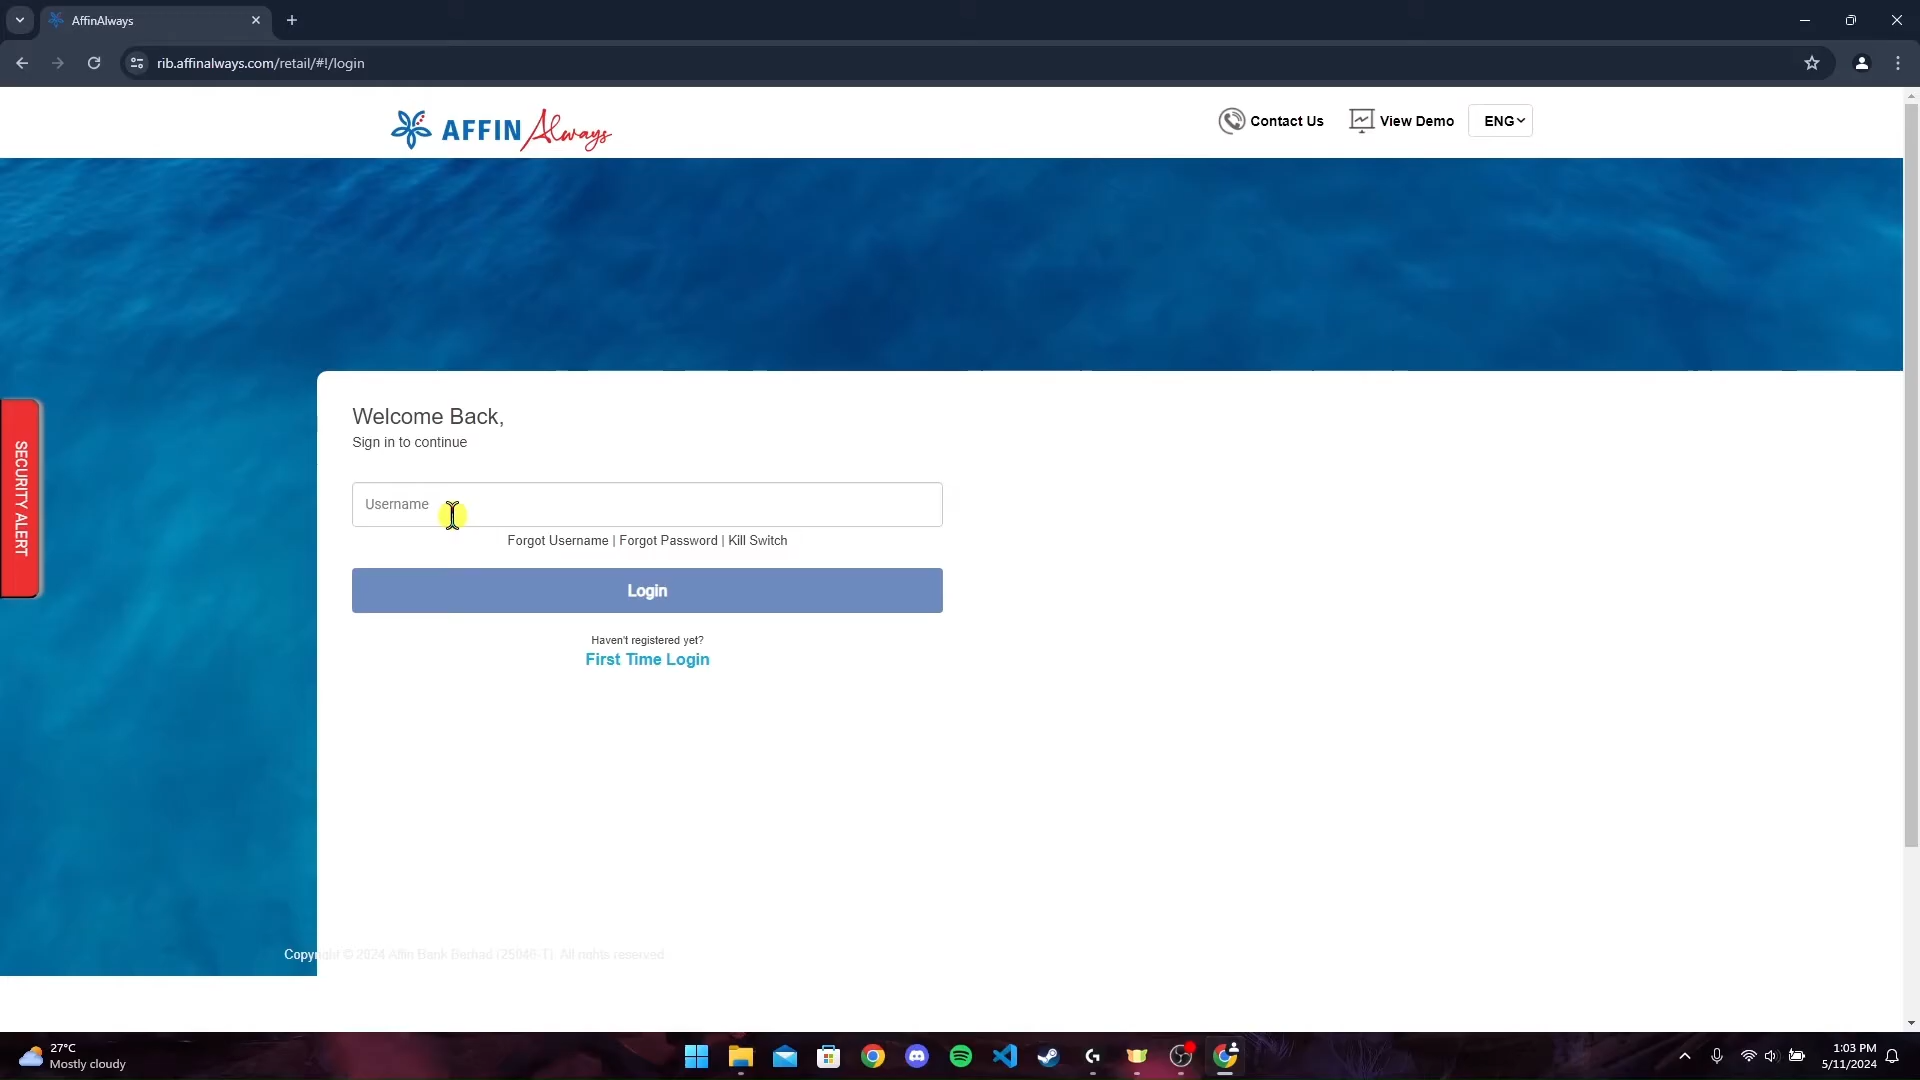 AffinAlways
rib.affinalways.com/retail/#!/login
AFFIN Always
Contact Us
View Demo
ENG
SECURITY ALERT
Welcome Back,
Sign in to continue
Username
Forgot Username | Forgot Password | Kill Switch
Login
Haven't registered yet?
First Time Login
Copyright © 2024 Affin Bank Berhad (25046-T). All rights reserved.
27°C
Mostly cloudy
1:03 PM
5/11/2024